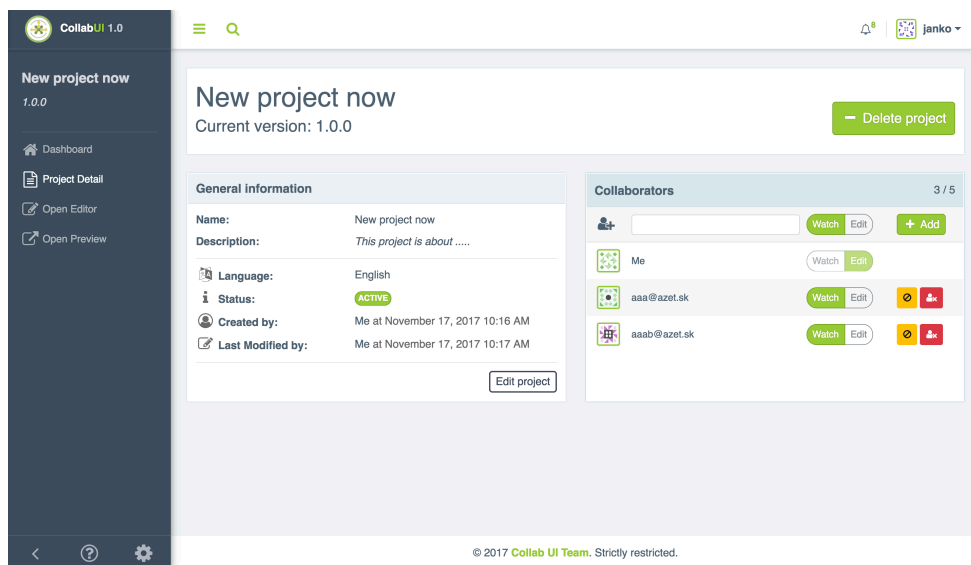 CollabUI 1.0
8
janko
New project now
1.0.0
Dashboard
Project Detail
Open Editor
Open Preview
New project now
Current version: 1.0.0
Delete project
General information
Name: New project now
Description: This project is about .....
Language: English
Status: ACTIVE
Created by: Me at November 17, 2017 10:16 AM
Last Modified by: Me at November 17, 2017 10:17 AM
Edit project
Collaborators 3 / 5
Watch Edit Add
Me Watch Edit
aaa@azet.sk Watch Edit
aaab@azet.sk Watch Edit
© 2017 Collab UI Team. Strictly restricted.